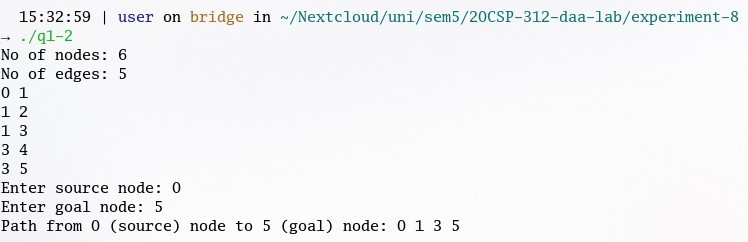 15:32:59 | user on bridge in ~/Nextcloud/uni/sem5/20CSP-312-daa-lab/experiment-8
→ ./q1-2
No of nodes: 6
No of edges: 5
0 1
1 2
1 3
3 4
3 5
Enter source node: 0
Enter goal node: 5
Path from 0 (source) node to 5 (goal) node: 0 1 3 5